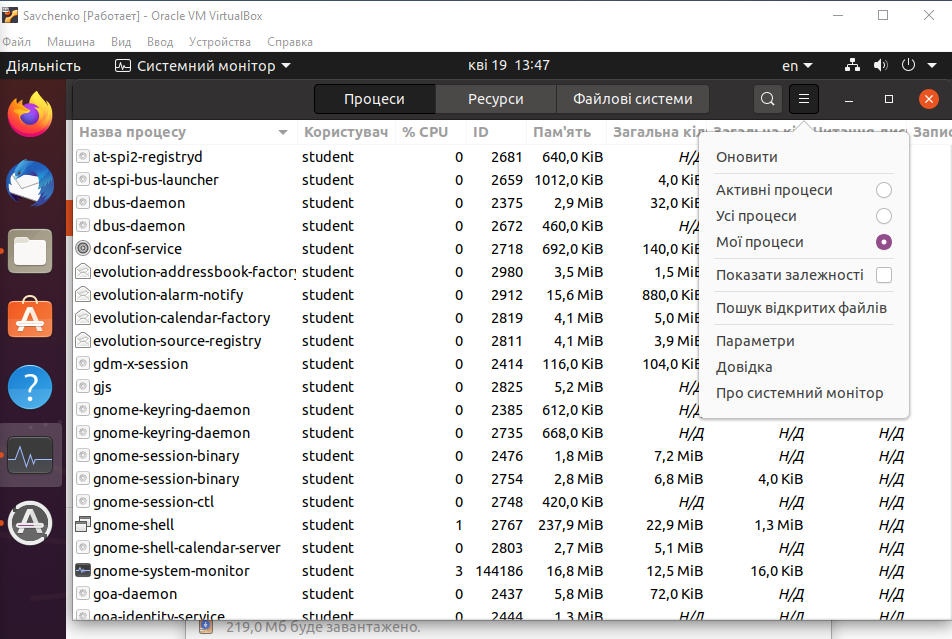 Savchenko [Работает] - Oracle VM VirtualBox
Файл Машина Вид Ввод Устройства Справка
Діяльність Системний монітор кві 19 13:47 en
Процеси Ресурси Файлові системи
Назва процесу Користувач % CPU ID Пам'ять Загальна кіл Загальна кі Читання дис Запис
at-spi2-registryd student 0 2681 640,0 KiB Н/Д
at-spi-bus-launcher student 0 2659 1012,0 KiB 4,0 KiB
dbus-daemon student 0 2375 2,9 MiB 32,0 KiB
dbus-daemon student 0 2672 460,0 KiB Н/Д
dconf-service student 0 2718 692,0 KiB 140,0 KiB
evolution-addressbook-factory student 0 2980 3,5 MiB 1,5 MiB
evolution-alarm-notify student 0 2912 15,6 MiB 880,0 KiB
evolution-calendar-factory student 0 2819 4,1 MiB 5,0 MiB
evolution-source-registry student 0 2811 4,1 MiB 3,9 MiB
gdm-x-session student 0 2414 116,0 KiB 104,0 KiB
gjs student 0 2825 5,2 MiB Н/Д
gnome-keyring-daemon student 0 2385 612,0 KiB Н/Д
gnome-keyring-daemon student 0 2735 668,0 KiB Н/Д Н/Д Н/Д
gnome-session-binary student 0 2476 1,8 MiB 7,2 MiB Н/Д Н/Д
gnome-session-binary student 0 2754 2,8 MiB 6,8 MiB 4,0 KiB Н/Д
gnome-session-ctl student 0 2748 420,0 KiB Н/Д Н/Д Н/Д
gnome-shell student 1 2767 237,9 MiB 22,9 MiB 1,3 MiB Н/Д
gnome-shell-calendar-server student 0 2803 2,7 MiB 5,1 MiB Н/Д Н/Д
gnome-system-monitor student 3 144186 16,8 MiB 12,5 MiB 16,0 KiB Н/Д
goa-daemon student 0 2437 5,8 MiB 72,0 KiB Н/Д Н/Д
goa-identity-service student 0 2444 1,3 MiB Н/Д Н/Д Н/Д
Оновити
Активні процеси
Усі процеси
Мої процеси
Показати залежності
Пошук відкритих файлів
Параметри
Довідка
Про системний монітор
219,0 Мб буде завантажено.